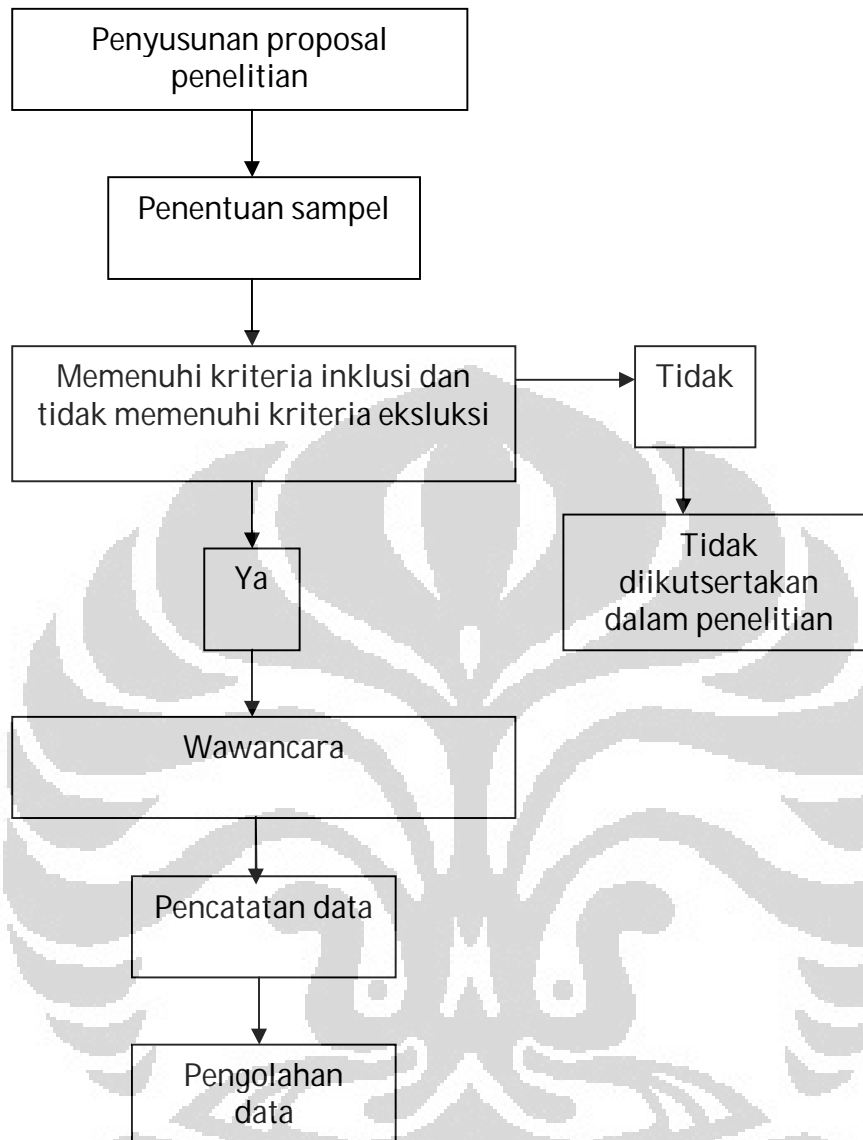 Penyusunan proposal
penelitian
Penentuan sampel
Memenuhi kriteria inklusi dan
tidak memenuhi kriteria eksluksi
Tidak
Ya
Tidak
diikutsertakan
dalam penelitian
Wawancara
Pencatatan data
Pengolahan
data